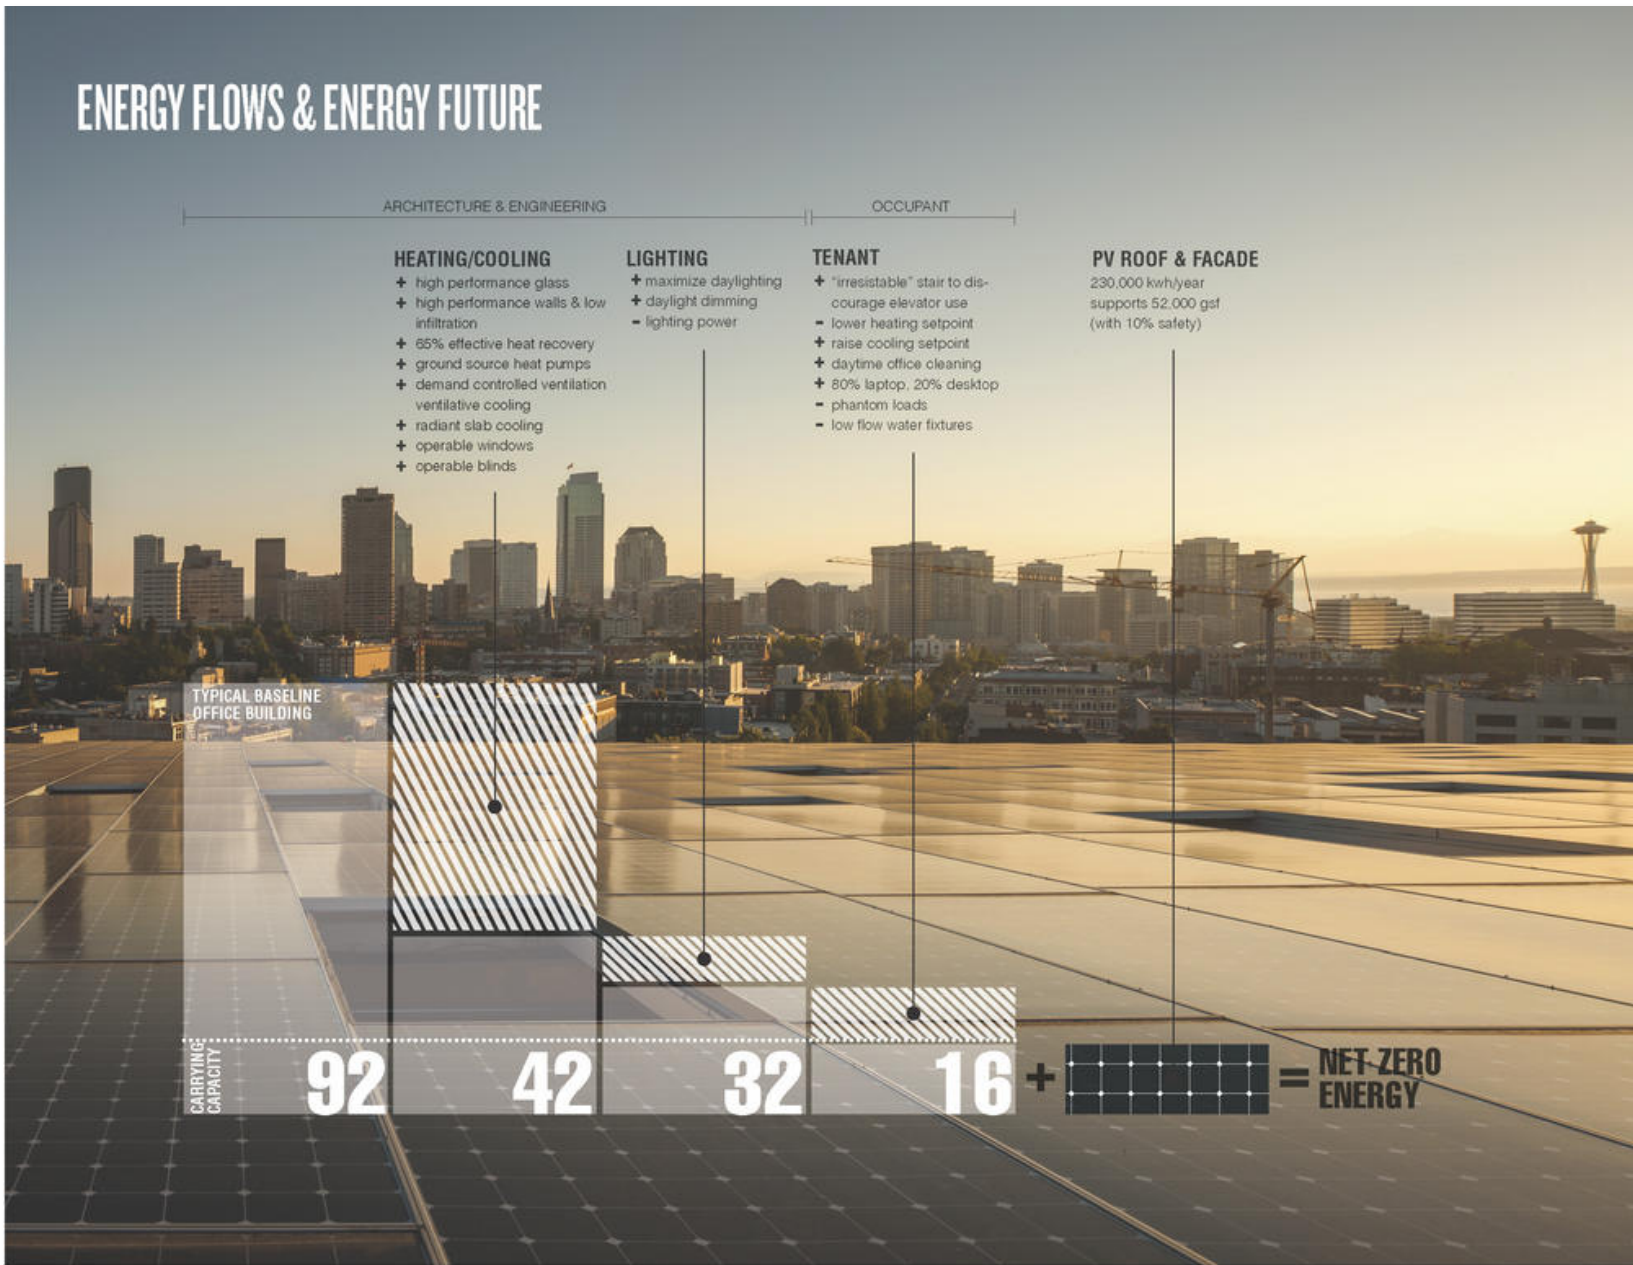 ENERGY FLOWS & ENERGY FUTURE
ARCHITECTURE & ENGINEERING
OCCUPANT
HEATING/COOLING
+ high performance glass
+ high performance walls & low
infiltration
+ 65% effective heat recovery
+ ground source heat pumps
+ demand controlled ventilation
ventilative cooling
+ radiant slab cooling
+ operable windows
+ operable blinds
LIGHTING
+ maximize daylighting
+ daylight dimming
- lighting power
TENANT
+ "irresistable" stair to dis-
courage elevator use
- lower heating setpoint
+ raise cooling setpoint
+ daytime office cleaning
+ 80% laptop, 20% desktop
- phantom loads
- low flow water fixtures
PV ROOF & FACADE
230,000 kwh/year
supports 52,000 gsf
(with 10% safety)
TYPICAL BASELINE
OFFICE BUILDING
CARRYING
CAPACITY
92
42
32
16
+
=
NET ZERO
ENERGY